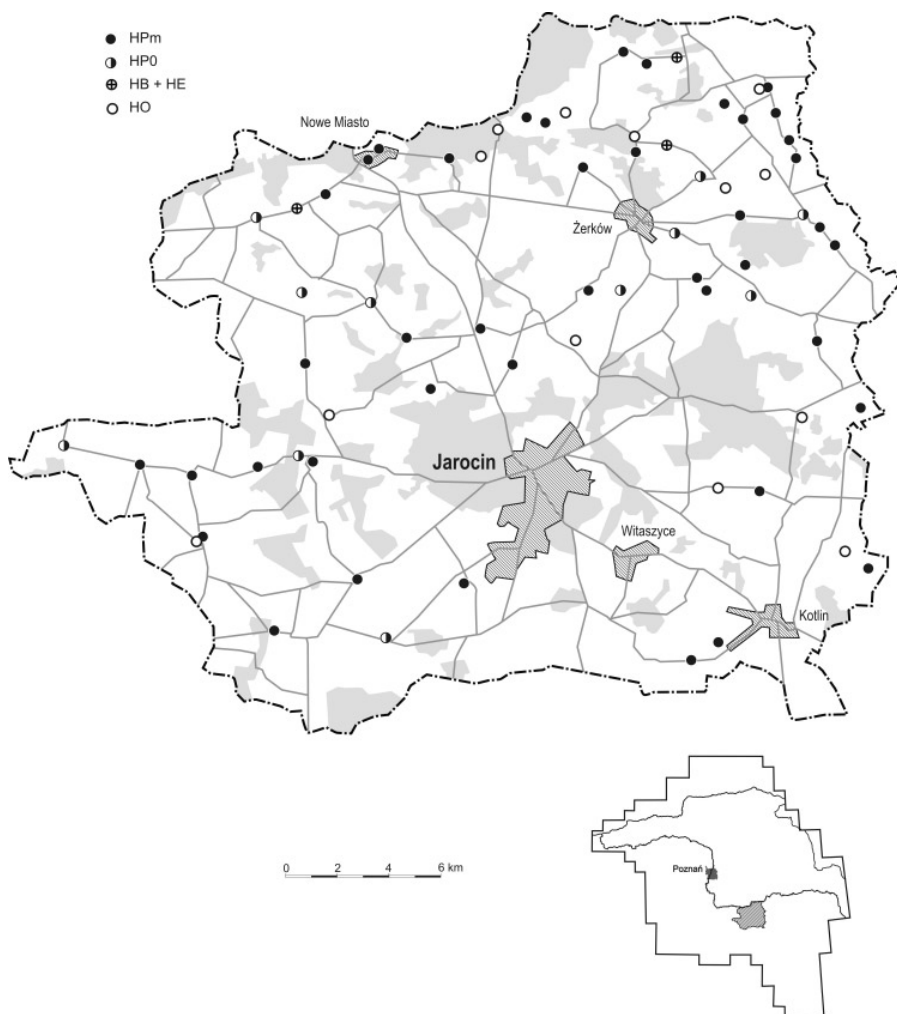 HPm
HP0
HB + HE
HO
Nowe Miasto
Żerków
Jarocin
Witaszyce
Kotlin
Poznań
0 2 4 6 km